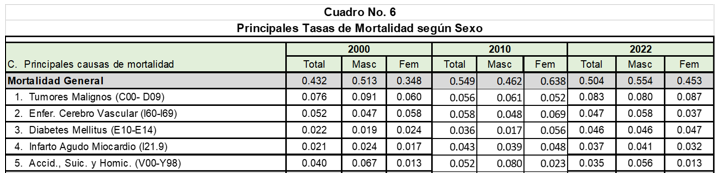 Cuadro No. 6
Principales Tasas de Mortalidad según Sexo
C. Principales causas de mortalidad 2000 2010 2022
Total Masc Fem Total Masc Fem Total Masc Fem
Mortalidad General 0.432 0.513 0.348 0.549 0.462 0.638 0.504 0.554 0.453
1. Tumores Malignos (C00- D09) 0.076 0.091 0.060 0.056 0.061 0.052 0.083 0.080 0.087
2. Enfer. Cerebro Vascular (I60-I69) 0.052 0.047 0.058 0.058 0.048 0.069 0.047 0.058 0.037
3. Diabetes Mellitus (E10-E14) 0.022 0.019 0.024 0.036 0.017 0.056 0.046 0.046 0.047
4. Infarto Agudo Miocardio (I21.9) 0.021 0.024 0.017 0.043 0.039 0.048 0.037 0.041 0.032
5. Accid., Suic. y Homic. (V00-Y98) 0.040 0.067 0.013 0.052 0.080 0.023 0.035 0.056 0.013